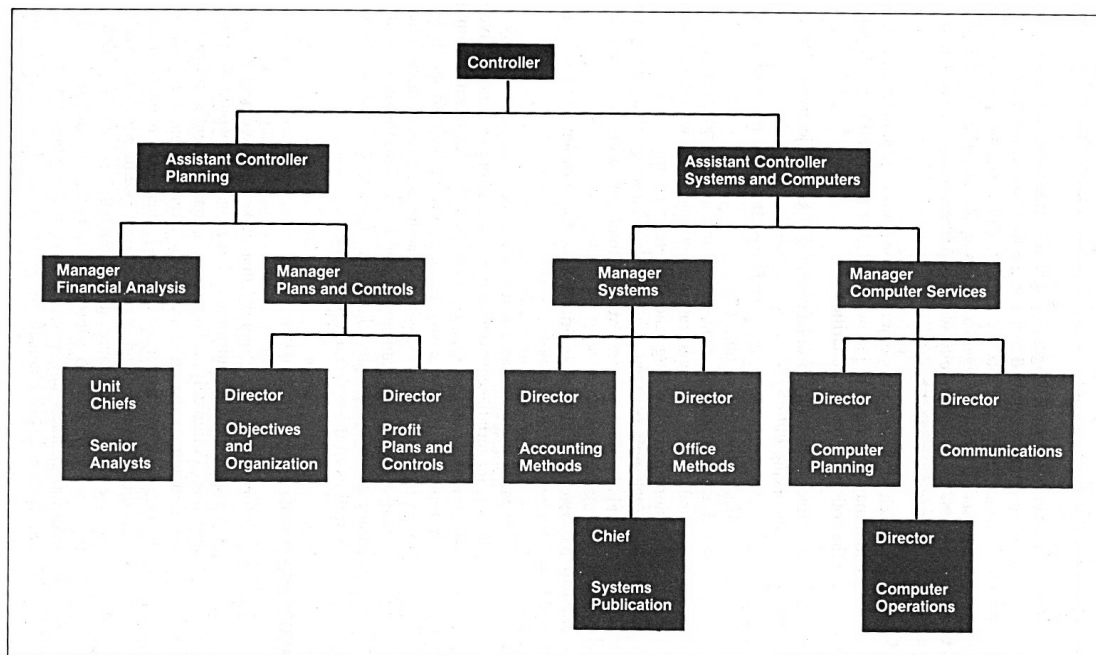 Controller
Assistant Controller
Planning
Assistant Controller
Systems and Computers
Manager
Financial Analysis
Manager
Plans and Controls
Manager
Systems
Manager
Computer Services
Unit
Chiefs
Senior
Analysts
Director
Objectives
and
Organization
Director
Profit
Plans and
Controls
Director
Accounting
Methods
Director
Office
Methods
Director
Computer
Planning
Director
Communications
Chief
Systems
Publication
Director
Computer
Operations